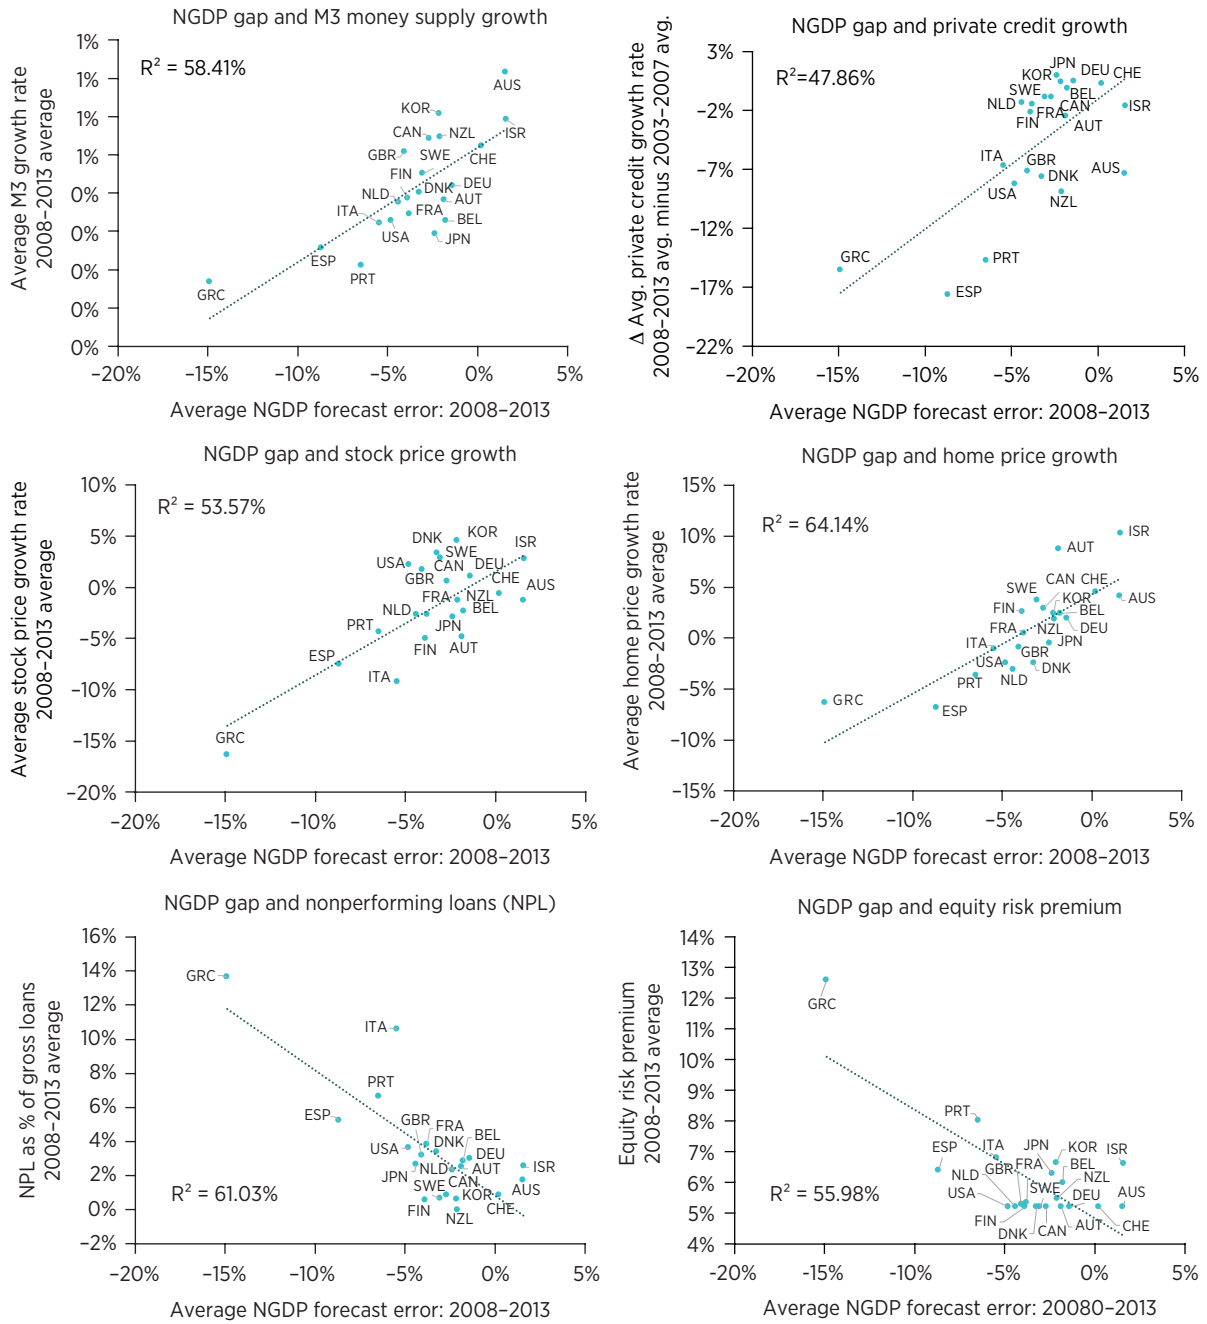 NGDP gap and M3 money supply growth
R² = 58.41%
Average M3 growth rate
2008–2013 average
1%
1%
1%
1%
0%
0%
0%
0%
0%
AUS
KOR
ISR
CAN
NZL
GBR
SWE
CHE
FIN
DNK
DEU
NLD
AUT
ITA
FRA
BEL
USA
JPN
ESP
PRT
GRC
−20%
−15%
−10%
−5%
0%
5%
Average NGDP forecast error: 2008–2013
NGDP gap and private credit growth
R²=47.86%
Δ Avg. private credit growth rate
2008–2013 avg. minus 2003–2007 avg.
3%
−2%
−7%
−12%
−17%
−22%
JPN
KOR
DEU
CHE
SWE
BEL
NLD
CAN
ISR
FRA
FIN
AUT
ITA
GBR
AUS
DNK
USA
NZL
GRC
PRT
ESP
−20%
−15%
−10%
−5%
0%
5%
Average NGDP forecast error: 2008–2013
NGDP gap and stock price growth
R² = 53.57%
Average stock price growth rate
2008–2013 average
10%
5%
0%
−5%
−10%
−15%
−20%
KOR
DNK
ISR
SWE
USA
CAN
DEU
GBR
CHE
AUS
FRA
NZL
NLD
BEL
PRT
JPN
FIN
AUT
ESP
ITA
GRC
−20%
−15%
−10%
−5%
0%
5%
Average NGDP forecast error: 2008–2013
NGDP gap and home price growth
R² = 64.14%
Average home price growth rate
2008–2013 average
15%
10%
5%
0%
−5%
−10%
−15%
ISR
AUT
CAN
CHE
SWE
KOR
AUS
FIN
BEL
FRA
NZL
DEU
ITA
JPN
GBR
USA
DNK
PRT
NLD
GRC
ESP
−20%
−15%
−10%
−5%
0%
5%
Average NGDP forecast error: 2008–2013
NGDP gap and nonperforming loans (NPL)
R² = 61.03%
NPL as % of gross loans
2008–2013 average
16%
14%
12%
10%
8%
6%
4%
2%
0%
−2%
GRC
ITA
PRT
ESP
GBR
FRA
BEL
USA
DNK
DEU
JPN
NLD
AUT
ISR
SWE
CAN
KOR
AUS
FIN
CHE
NZL
−20%
−15%
−10%
−5%
0%
5%
Average NGDP forecast error: 2008–2013
NGDP gap and equity risk premium
R² = 55.98%
Equity risk premium
2008–2013 average
14%
13%
12%
11%
10%
9%
8%
7%
6%
5%
4%
GRC
PRT
ESP
ITA
JPN
KOR
ISR
NLD
GBR
FRA
BEL
NZL
USA
SWE
DEU
AUS
FIN
DNK
CAN
AUT
CHE
-20%
-15%
-10%
-5%
0%
5%
Average NGDP forecast error: 20080–2013